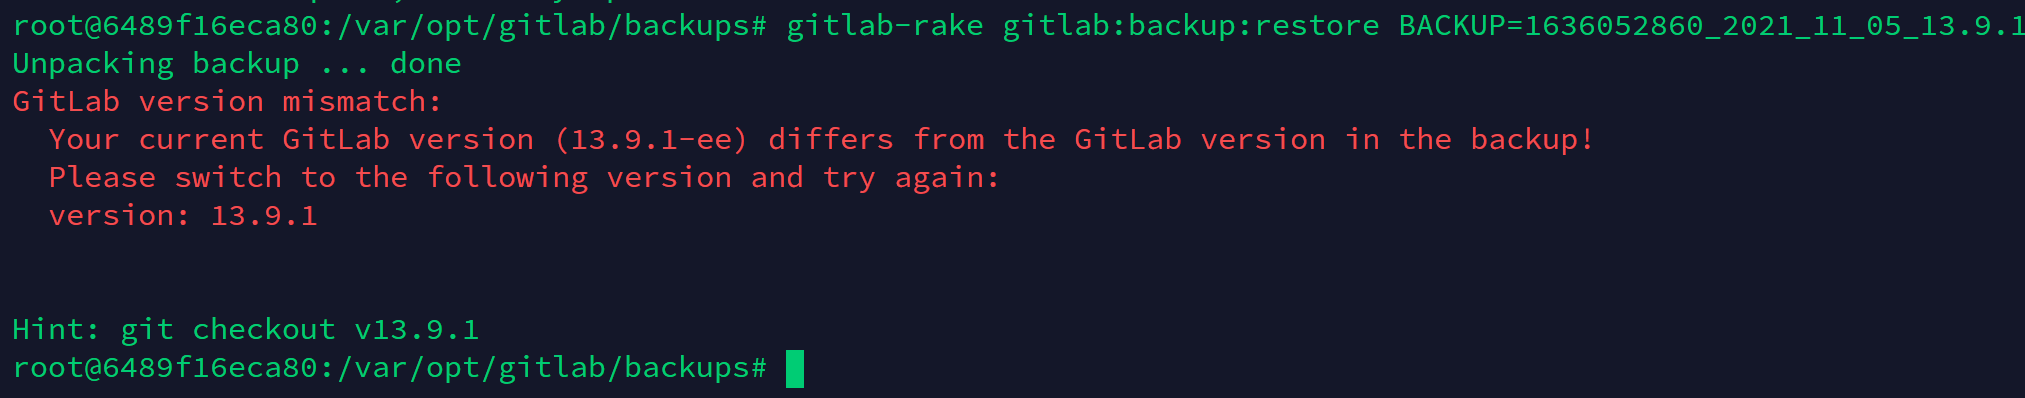 root@6489f16eca80:/var/opt/gitlab/backups# gitlab-rake gitlab:backup:restore BACKUP=1636052860_2021_11_05_13.9.1
Unpacking backup ... done
GitLab version mismatch:
  Your current GitLab version (13.9.1-ee) differs from the GitLab version in the backup!
  Please switch to the following version and try again:
  version: 13.9.1
Hint: git checkout v13.9.1
root@6489f16eca80:/var/opt/gitlab/backups#